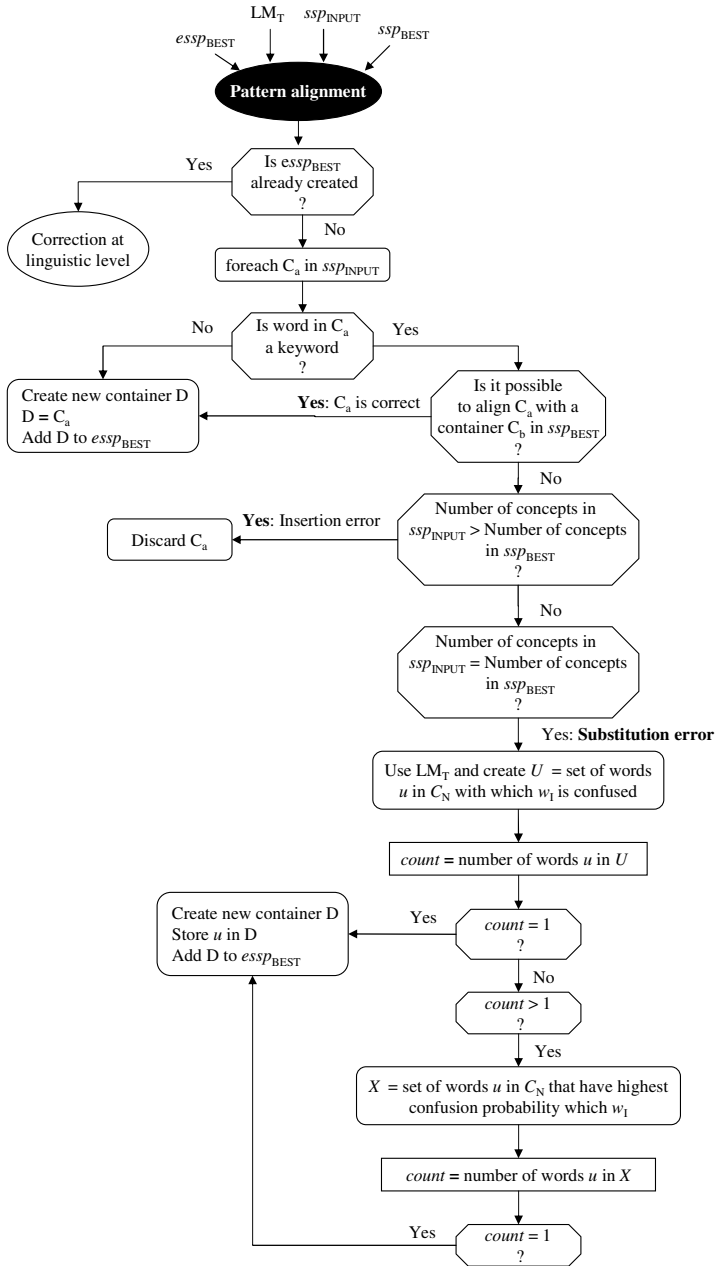 LM_T
ssp_INPUT
essp_BEST
ssp_BEST
Pattern alignment
Yes
Is essp_BEST
already created
?
No
Correction at
linguistic level
foreach C_a in ssp_INPUT
No
Is word in C_a
a keyword
?
Yes
Create new container D
D = C_a
Add D to essp_BEST
Yes: C_a is correct
Is it possible
to align C_a with a
container C_b in ssp_BEST
?
No
Discard C_a
Yes: Insertion error
Number of concepts in
ssp_INPUT > Number of concepts
in ssp_BEST
?
No
Number of concepts in
ssp_INPUT = Number of concepts
in ssp_BEST
?
Yes: Substitution error
Use LM_T and create U = set of words
u in C_N with which w_I is confused
count = number of words u in U
Create new container D
Store u in D
Add D to essp_BEST
Yes
count = 1
?
No
count > 1
?
Yes
X = set of words u in C_N that have highest
confusion probability which w_I
count = number of words u in X
Yes
count = 1
?